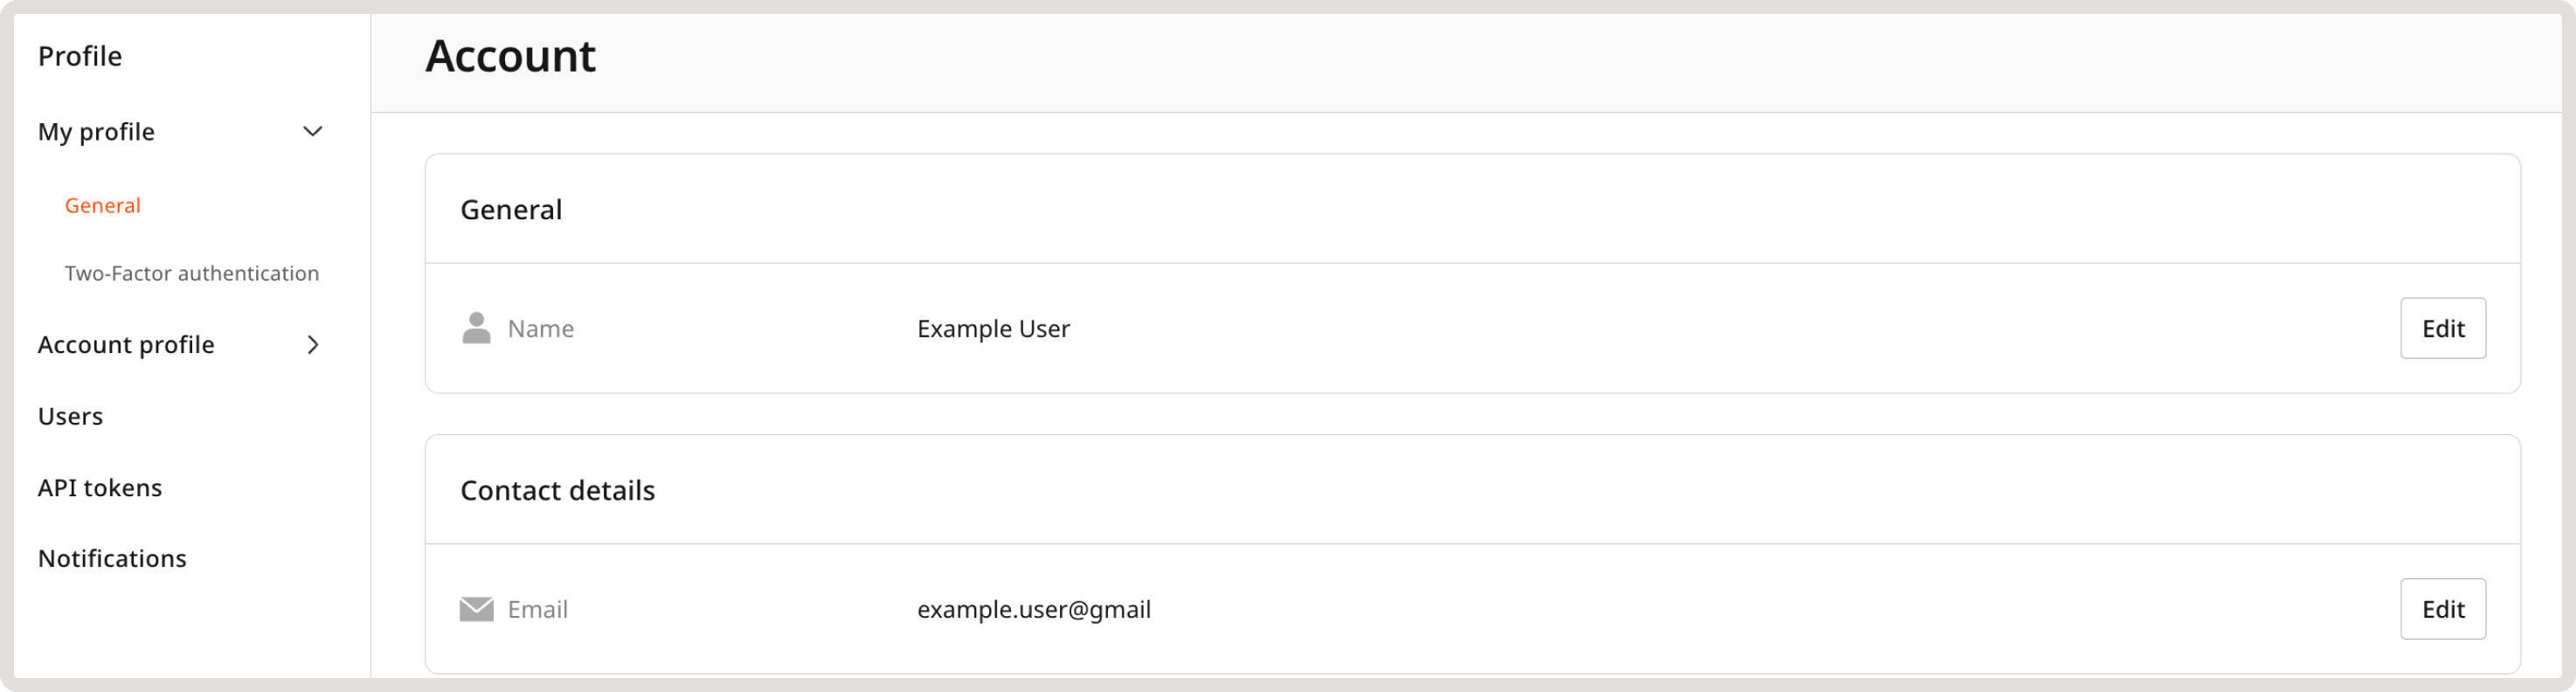 Profile
My profile
General
Two-Factor authentication
Account profile
Users
API tokens
Notifications
Account
General
Name
Example User
Edit
Contact details
Email
example.user@gmail
Edit